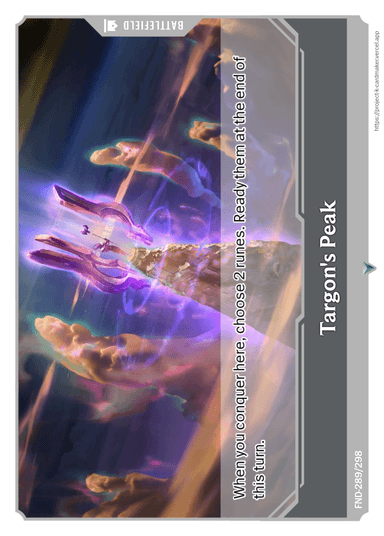 BATTLEFIELD
When you conquer here, choose 2 runes. Ready them at the end of
this turn.
Targon's Peak
FND-289/298
https://project-k-cardmaker.vercel.app